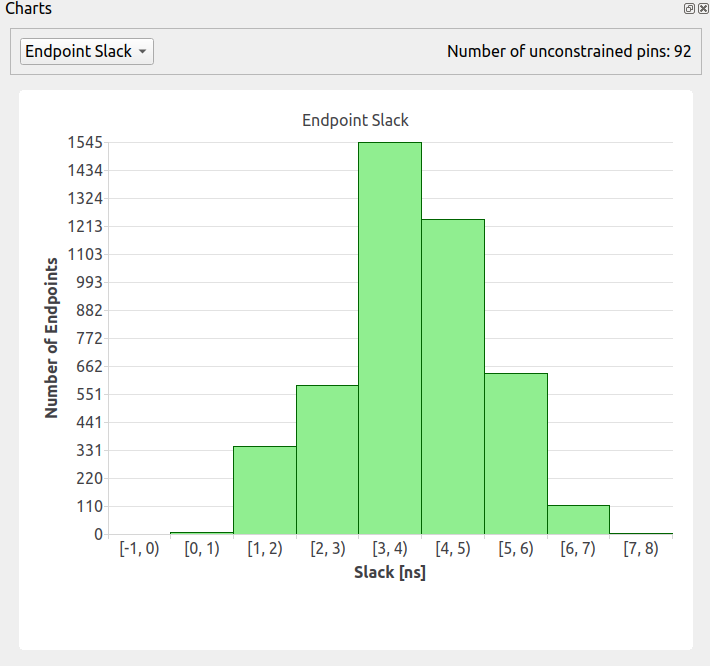 Charts
Endpoint Slack
Number of unconstrained pins: 92
Endpoint Slack
1545
1434
1324
1213
1103
993
882
772
662
551
441
331
220
110
0
Number of Endpoints
[-1, 0) [0, 1) [1, 2) [2, 3) [3, 4) [4, 5) [5, 6) [6, 7) [7, 8)
Slack [ns]